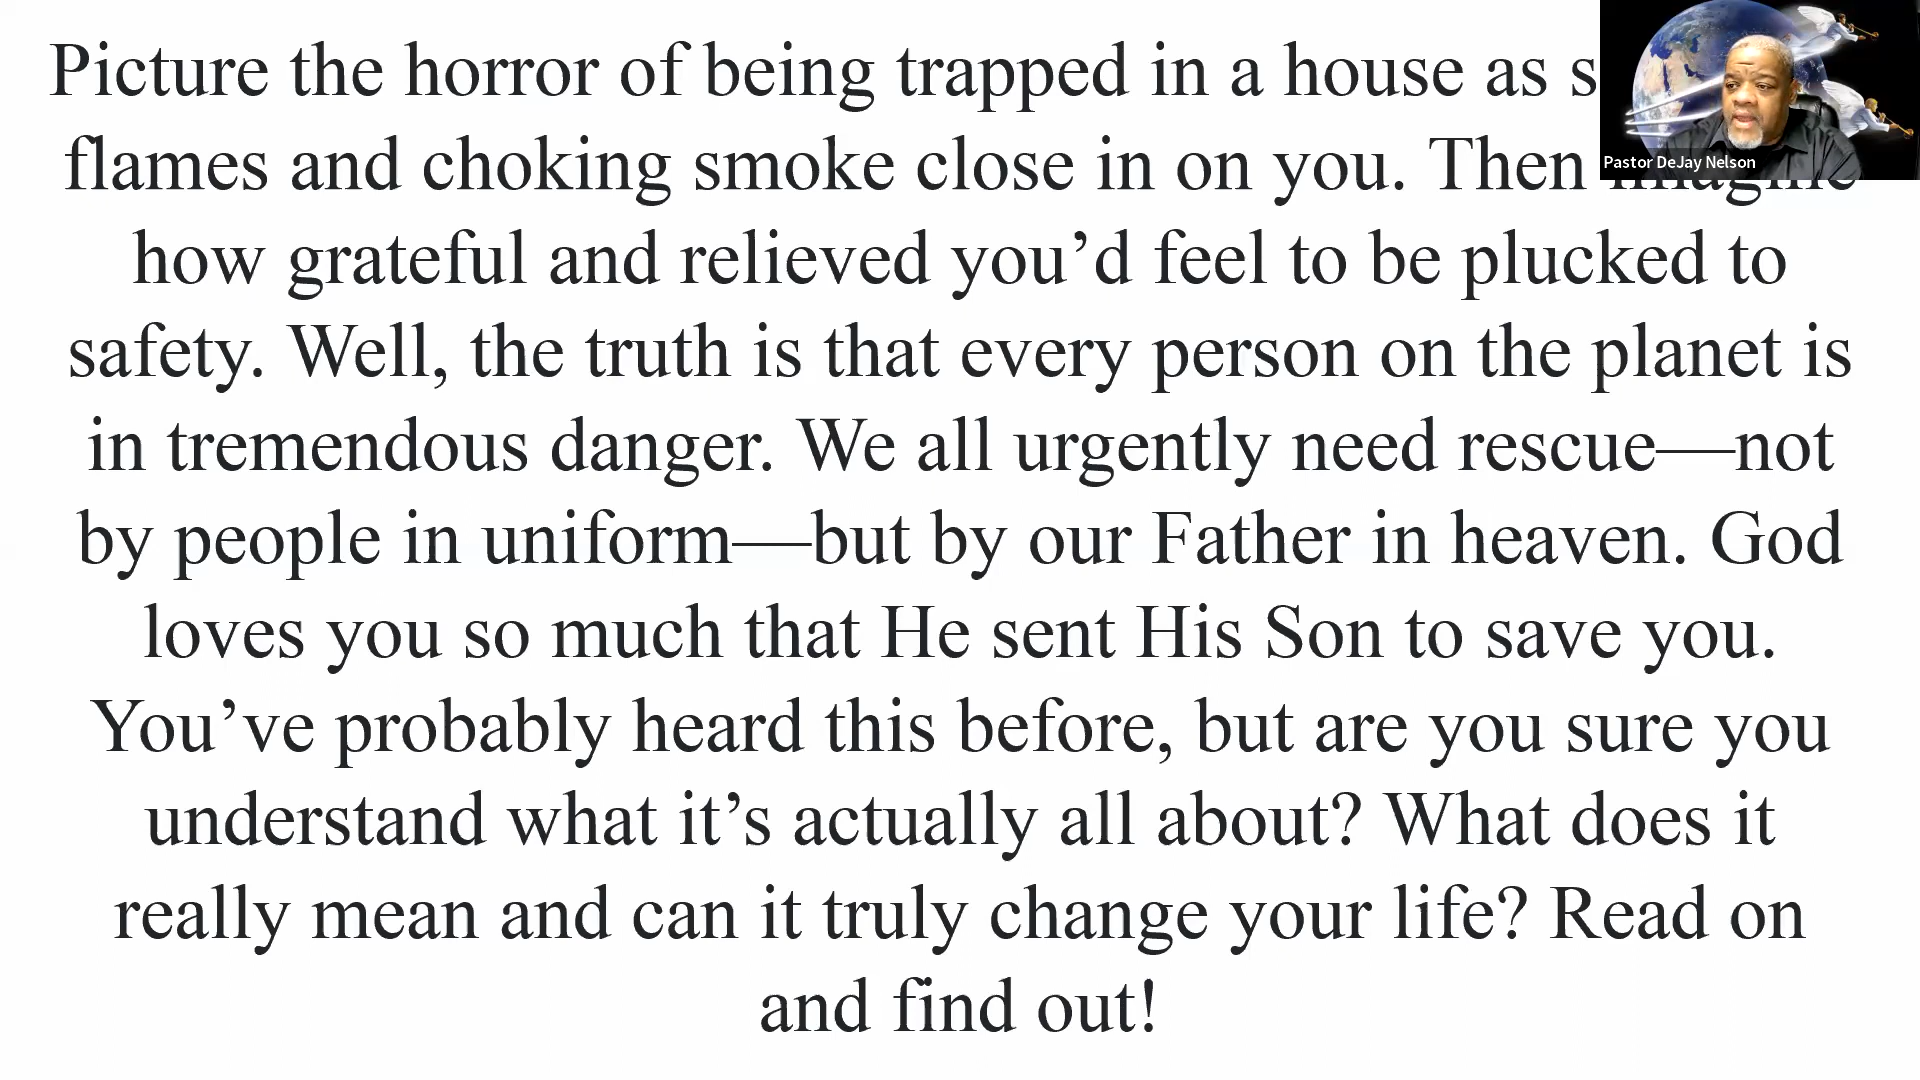 Picture the horror of being trapped in a house as
flames and choking smoke close in on you. Then
how grateful and relieved you’d feel to be plucked to
safety. Well, the truth is that every person on the planet is
in tremendous danger. We all urgently need rescue—not
by people in uniform—but by our Father in heaven. God
loves you so much that He sent His Son to save you.
You’ve probably heard this before, but are you sure you
understand what it’s actually all about? What does it
really mean and can it truly change your life? Read on
and find out!
Pastor DeJay Nelson